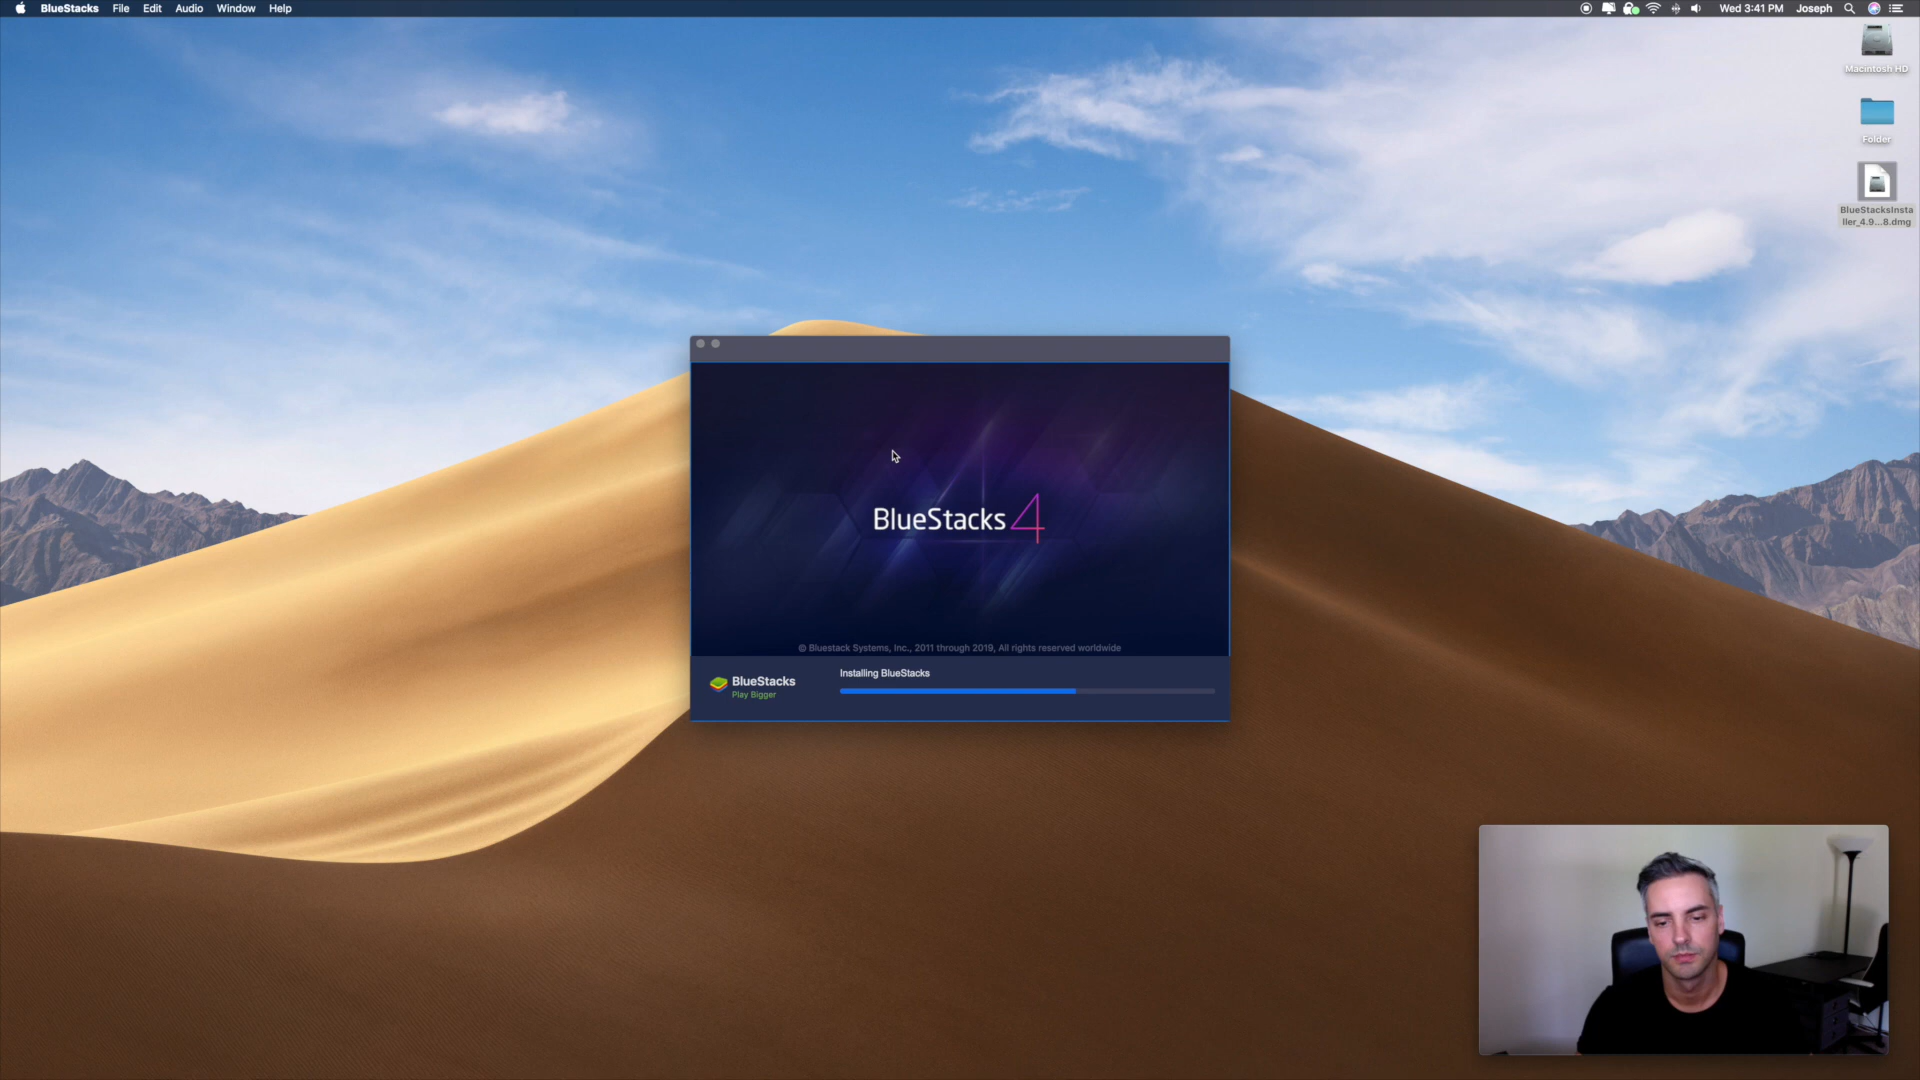 BlueStacks File Edit Audio Window Help
Wed 3:41 PM Joseph
Macintosh HD
Folder
BlueStacksInsta
ller_4.9...8.dmg
BlueStacks 4
© Bluestack Systems, Inc., 2011 through 2019, All rights reserved worldwide
BlueStacks
Play Bigger
Installing BlueStacks